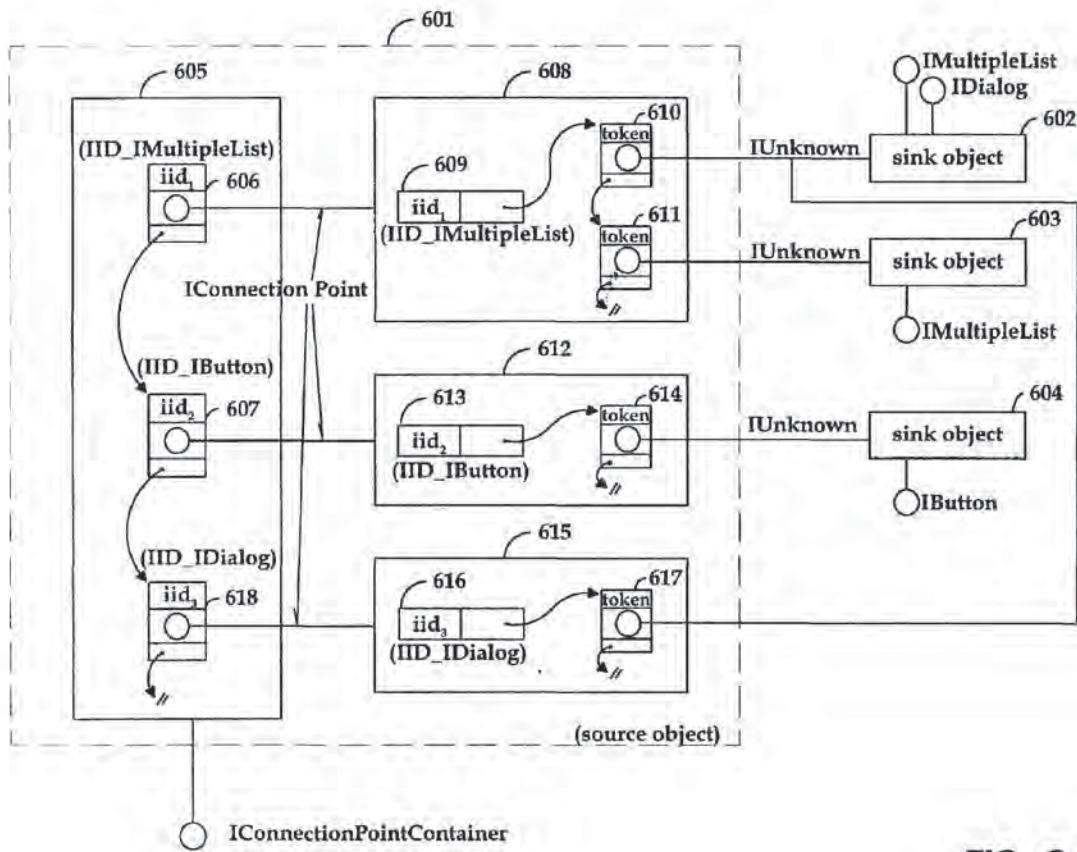 601
605
608
610
IMultipleList
IDialog
602
(IID_IMultipleList)
iid1
606
609
token
IUnknown
sink object
iid1
(IID_IMultipleList)
611
token
603
IUnknown
sink object
IConnection Point
IMultipleList
(IID_IButton)
612
iid2
607
613
614
token
604
iid2
(IID_IButton)
IUnknown
sink object
IButton
615
(IID_IDialog)
iid3
618
616
617
token
iid3
(IID_IDialog)
(source object)
IConnectionPointContainer